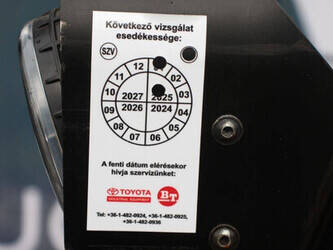 Következő vizsgálat
esedékessége:
SZV
12
11
02
10
03
2027
2025
09
2026
2024
04
08
05
07
06
A fenti dátum elérésekor
hívja szervizünket:
TOYOTA
INDUSTRIAL EQUIPMENT
BT
Tel: +36-1-482-0924, +36-1-482-0925,
+36-1-482-0936